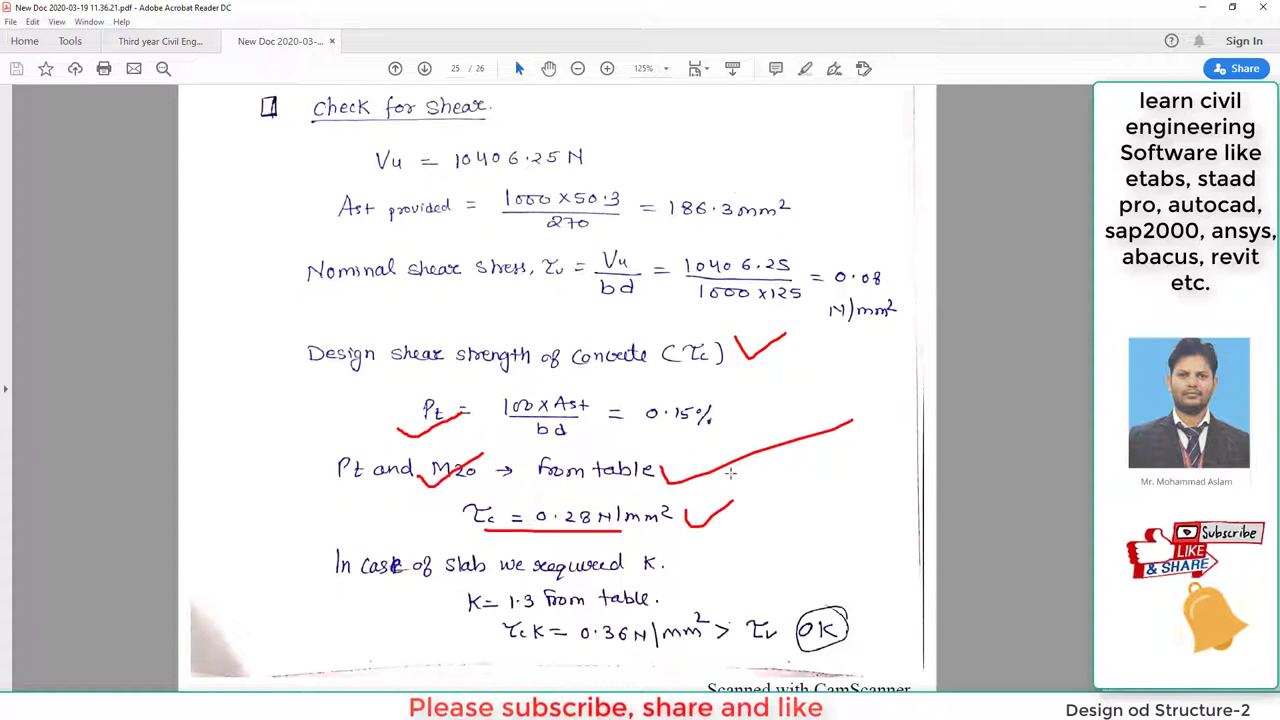 New Doc 2020-03-19 11.36.21.pdf - Adobe Acrobat Reader DC
File Edit View Window Help
Home Tools Third year Civil Eng... New Doc 2020-03-... ×
Sign In
25 / 26
125%
Share
Check for Shear.
Vu = 10406.25 N
Ast provided = 1000 × 50.3 / 270 = 186.3 mm²
Nominal shear stress, τv = Vu / bd = 10406.25 / 1000 × 125 = 0.08
N/mm²
Design shear strength of concrete (τc)
Pt = 100 × Ast / bd = 0.15%
Pt and M20 → from table
τc = 0.28 N/mm²
In case of slab we required K.
K = 1.3 from table.
τc K = 0.36 N/mm² > τv OK
Scanned with CamScanner
learn civil
engineering
Software like
etabs, staad
pro, autocad,
sap2000, ansys,
abacus, revit
etc.
Mr. Mohammad Aslam
Subscribe
LIKE
& SHARE
Please subscribe, share and like
Design od Structure-2